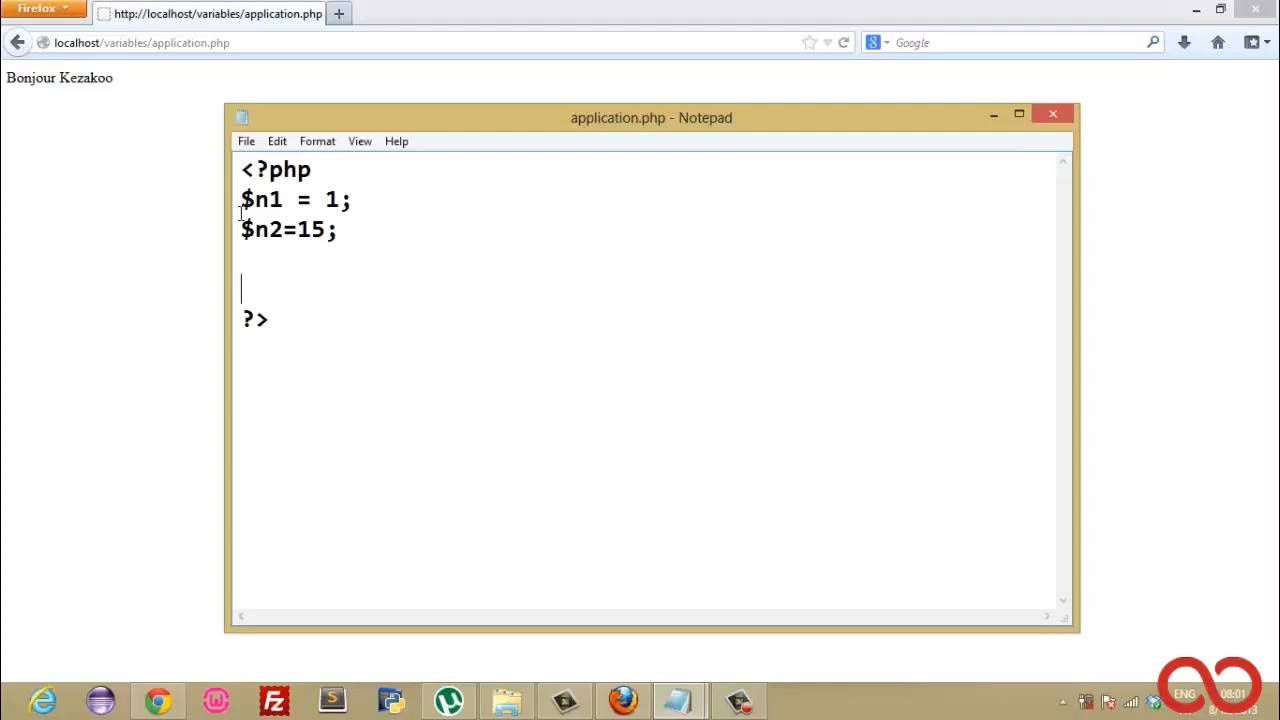 Firefox
http://localhost/variables/application.php
localhost/variables/application.php
Google
Bonjour Kezakoo
application.php - Notepad
File Edit Format View Help
<?php
$n1 = 1;
$n2=15;
?>
ENG
08:01